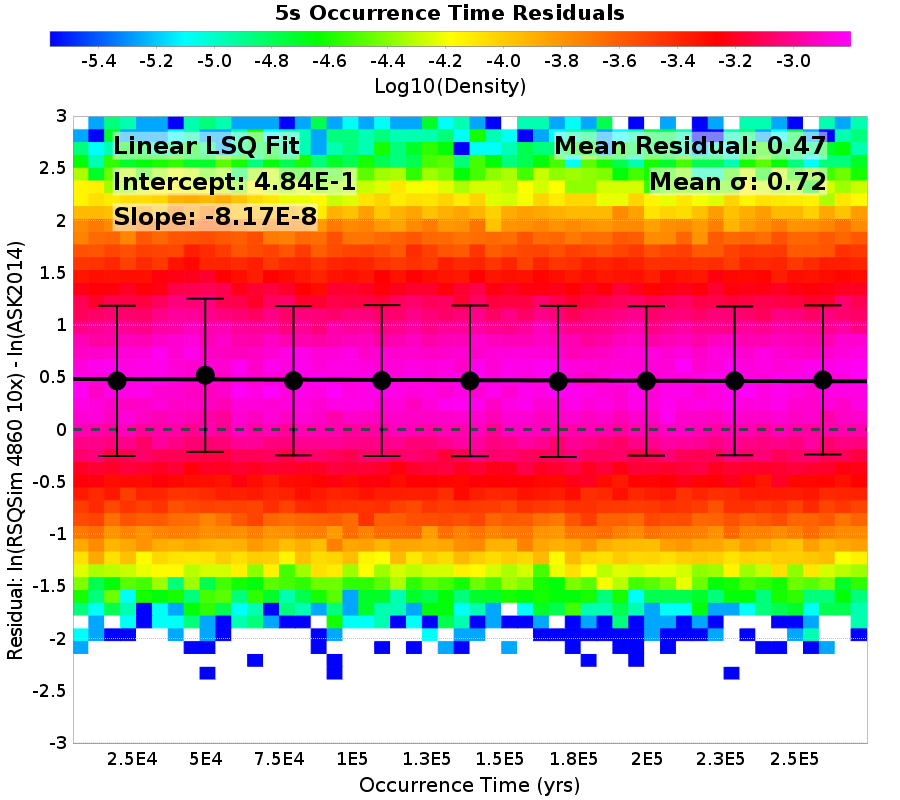 5s Occurrence Time Residuals
-5.4 -5.2 -5.0 -4.8 -4.6 -4.4 -4.2 -4.0 -3.8 -3.6 -3.4 -3.2 -3.0
Log10(Density)
Linear LSQ Fit
Intercept: 4.84E-1
Slope: -8.17E-8
Mean Residual: 0.47
Mean σ: 0.72
Residual: ln(RSQSim 4860 10x) - ln(ASK2014)
3
2.5
2
1.5
1
0.5
0
-0.5
-1
-1.5
-2
-2.5
-3
2.5E4 5E4 7.5E4 1E5 1.3E5 1.5E5 1.8E5 2E5 2.3E5 2.5E5
Occurrence Time (yrs)